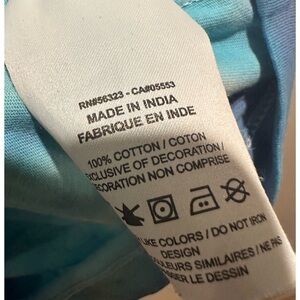 RN#56323 - CA#05553
MADE IN INDIA
FABRIQUE EN INDE
100% COTTON / COTON
EXCLUSIVE OF DECORATION/
DECORATION NON COMPRISE
LIKE COLORS / DO NOT IRON
DESIGN
COULEURS SIMILAIRES / NE PAS
LE DESSIN